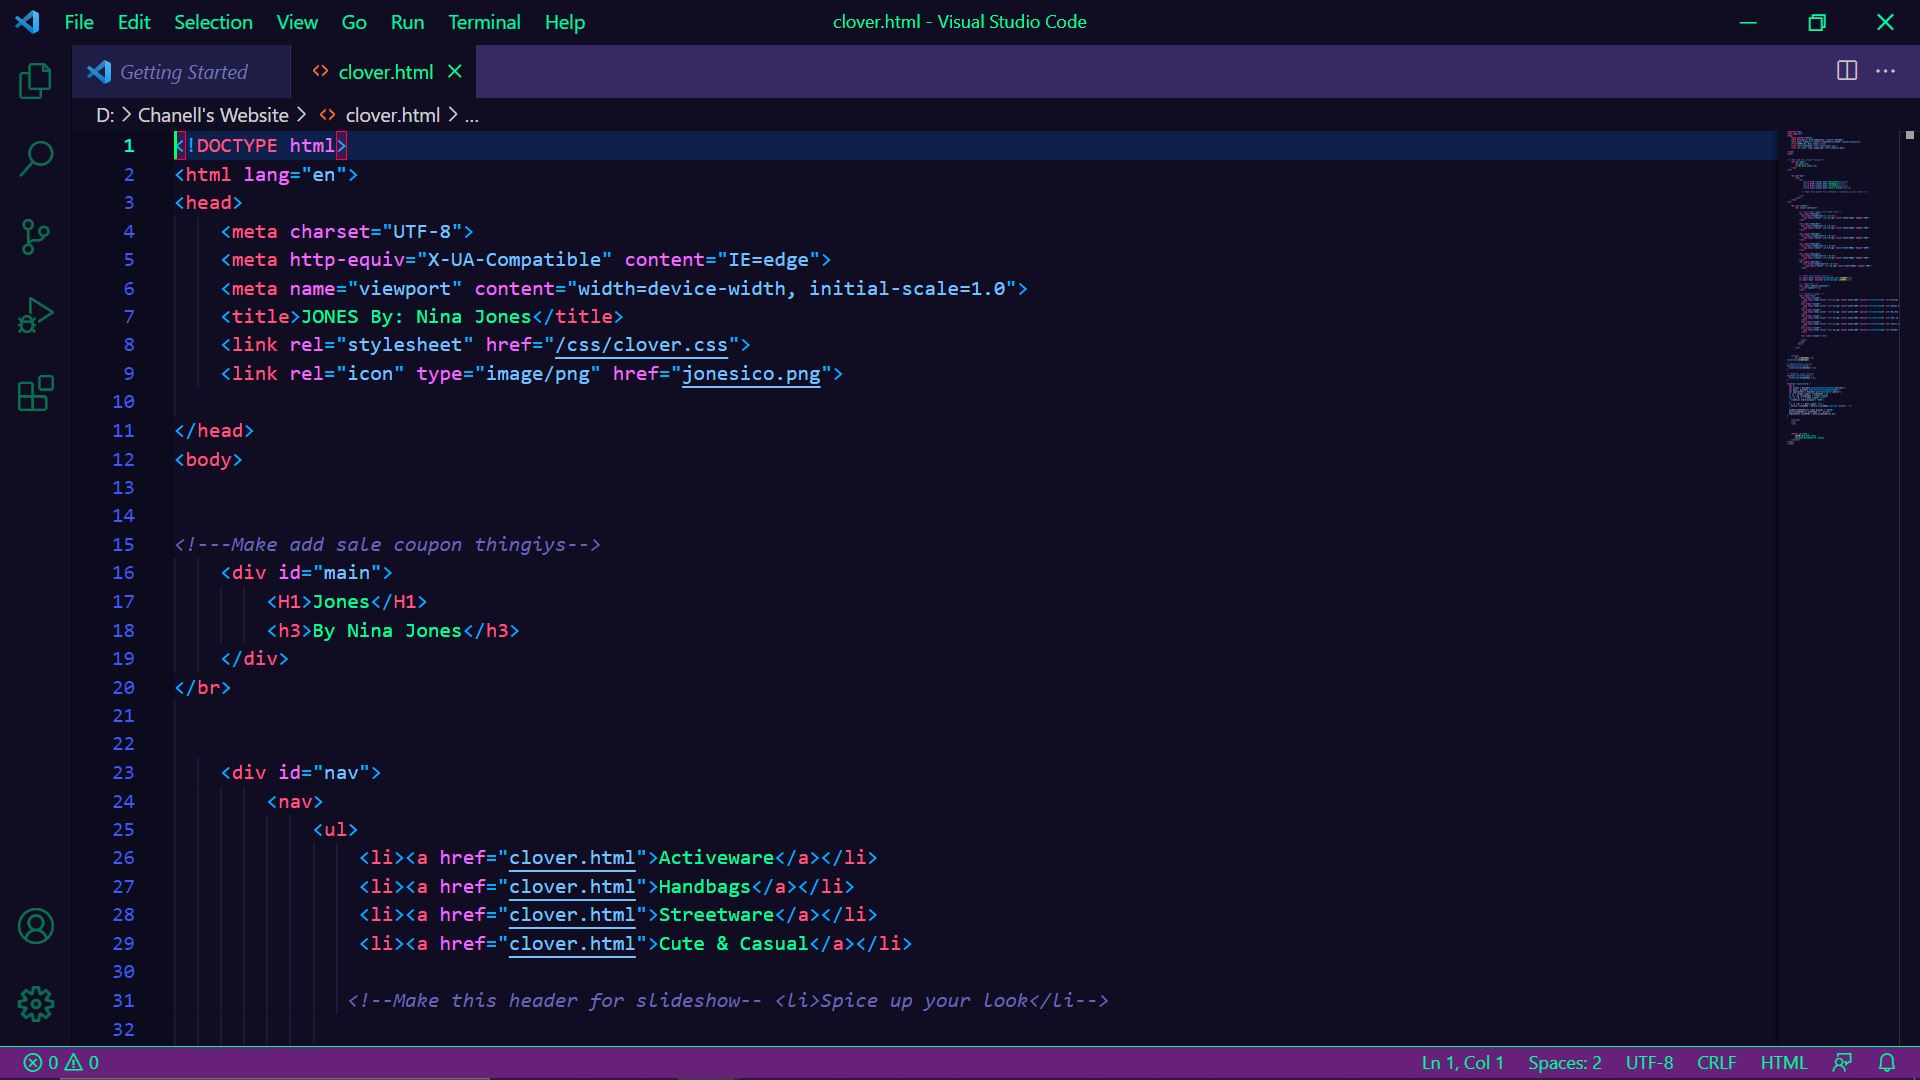 File Edit Selection View Go Run Terminal Help clover.html - Visual Studio Code
Getting Started clover.html
D: > Chanell's Website > clover.html > ...
1 <!DOCTYPE html>
2 <html lang="en">
3 <head>
4 <meta charset="UTF-8">
5 <meta http-equiv="X-UA-Compatible" content="IE=edge">
6 <meta name="viewport" content="width=device-width, initial-scale=1.0">
7 <title>JONES By: Nina Jones</title>
8 <link rel="stylesheet" href="/css/clover.css">
9 <link rel="icon" type="image/png" href="jonesico.png">
10
11 </head>
12 <body>
13
14
15 <!---Make add sale coupon thingiys-->
16 <div id="main">
17 <H1>Jones</H1>
18 <h3>By Nina Jones</h3>
19 </div>
20 </br>
21
22
23 <div id="nav">
24 <nav>
25 <ul>
26 <li><a href="clover.html">Activeware</a></li>
27 <li><a href="clover.html">Handbags</a></li>
28 <li><a href="clover.html">Streetware</a></li>
29 <li><a href="clover.html">Cute & Casual</a></li>
30
31 <!--Make this header for slideshow-- <li>Spice up your look</li-->
32
0 0 Ln 1, Col 1 Spaces: 2 UTF-8 CRLF HTML